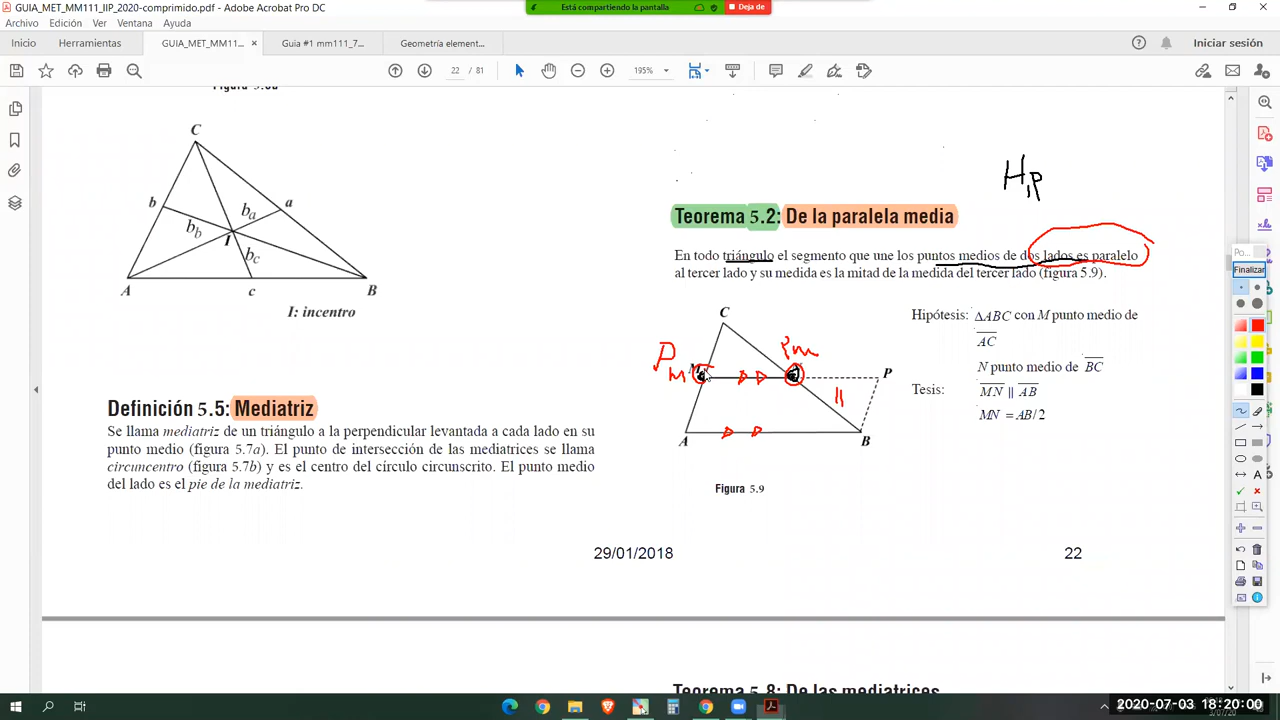 GUIA_MET_MM111_IIP_2020-comprimido.pdf - Adobe Acrobat Pro DC
Está compartiendo la pantalla
Deja de
Archivo Edición Ver Ventana Ayuda
Inicio Herramientas GUIA_MET_MM11... × Guia #1 mm111_7... Geometría element... Iniciar sesión
22 / 81 195%
C
b a
b_b b_a
I
b_c
A c B
I: incentro
Definición 5.5: Mediatriz
Se llama mediatriz de un triángulo a la perpendicular levantada a cada lado en su
punto medio (figura 5.7a). El punto de intersección de las mediatrices se llama
circuncentro (figura 5.7b) y es el centro del círculo circunscrito. El punto medio
del lado es el pie de la mediatriz.
Hip
Teorema 5.2: De la paralela media
En todo triángulo el segmento que une los puntos medios de dos lados es paralelo
al tercer lado y su medida es la mitad de la medida del tercer lado (figura 5.9).
C
Pm
M
P
A B
Figura 5.9
Hipótesis: ΔABC con M punto medio de
AC
N punto medio de BC
Tesis: MN ∥ AB
MN = AB/2
29/01/2018 22
Teorema 5.8: De las mediatrices
Po...
Finalizar
A
2020-07-03 18:20:00